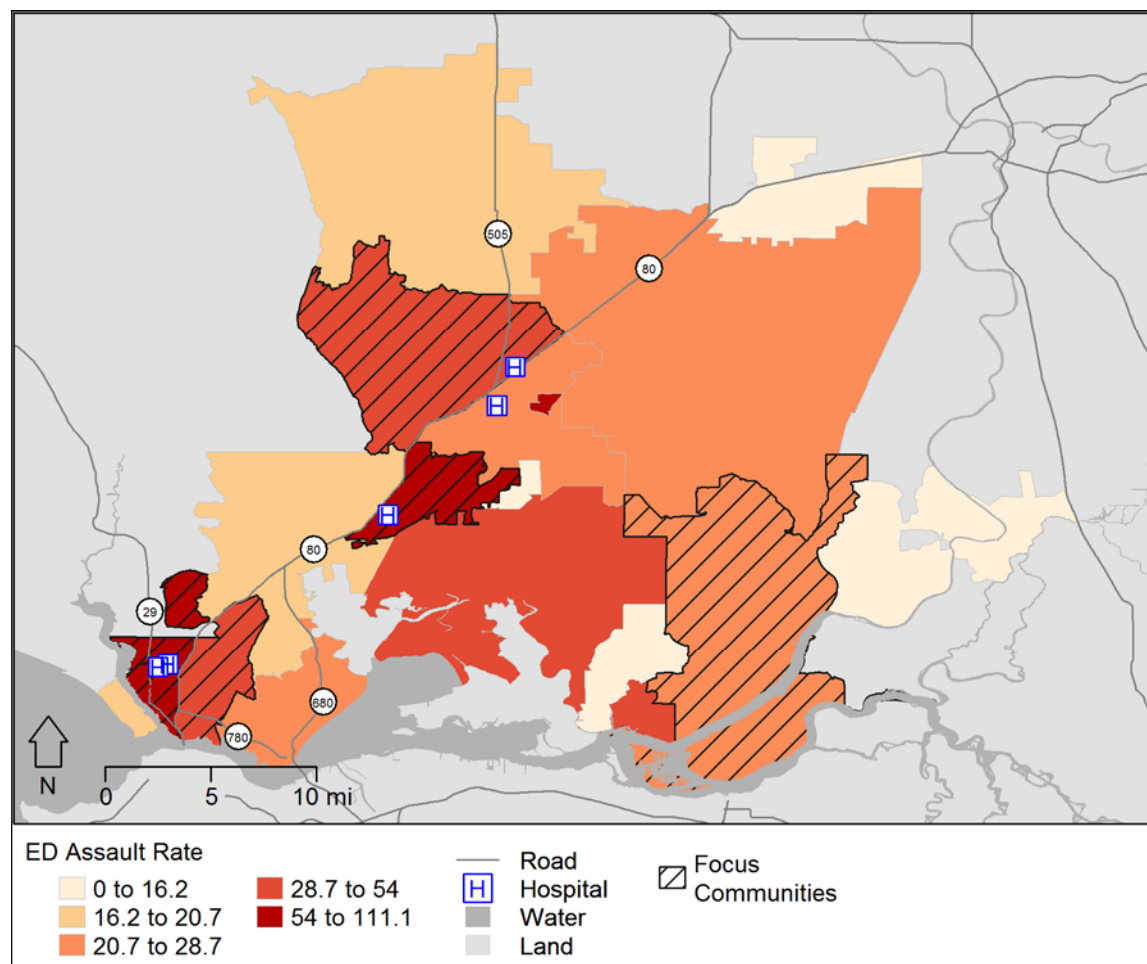 505
80
H
H
H
80
29
H H
680
780
N
0 5 10 mi
ED Assault Rate
0 to 16.2
16.2 to 20.7
20.7 to 28.7
28.7 to 54
54 to 111.1
Road
H Hospital
Water
Land
Focus
Communities